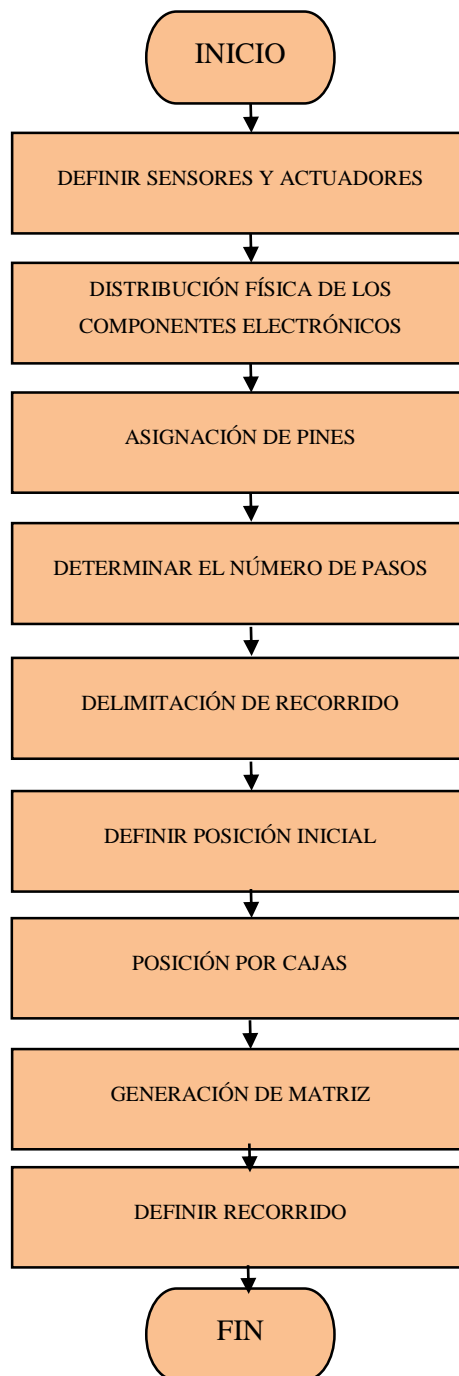 INICIO
DEFINIR SENSORES Y ACTUADORES
DISTRIBUCIÓN FÍSICA DE LOS
COMPONENTES ELECTRÓNICOS
ASIGNACIÓN DE PINES
DETERMINAR EL NÚMERO DE PASOS
DELIMITACIÓN DE RECORRIDO
DEFINIR POSICIÓN INICIAL
POSICIÓN POR CAJAS
GENERACIÓN DE MATRIZ
DEFINIR RECORRIDO
FIN